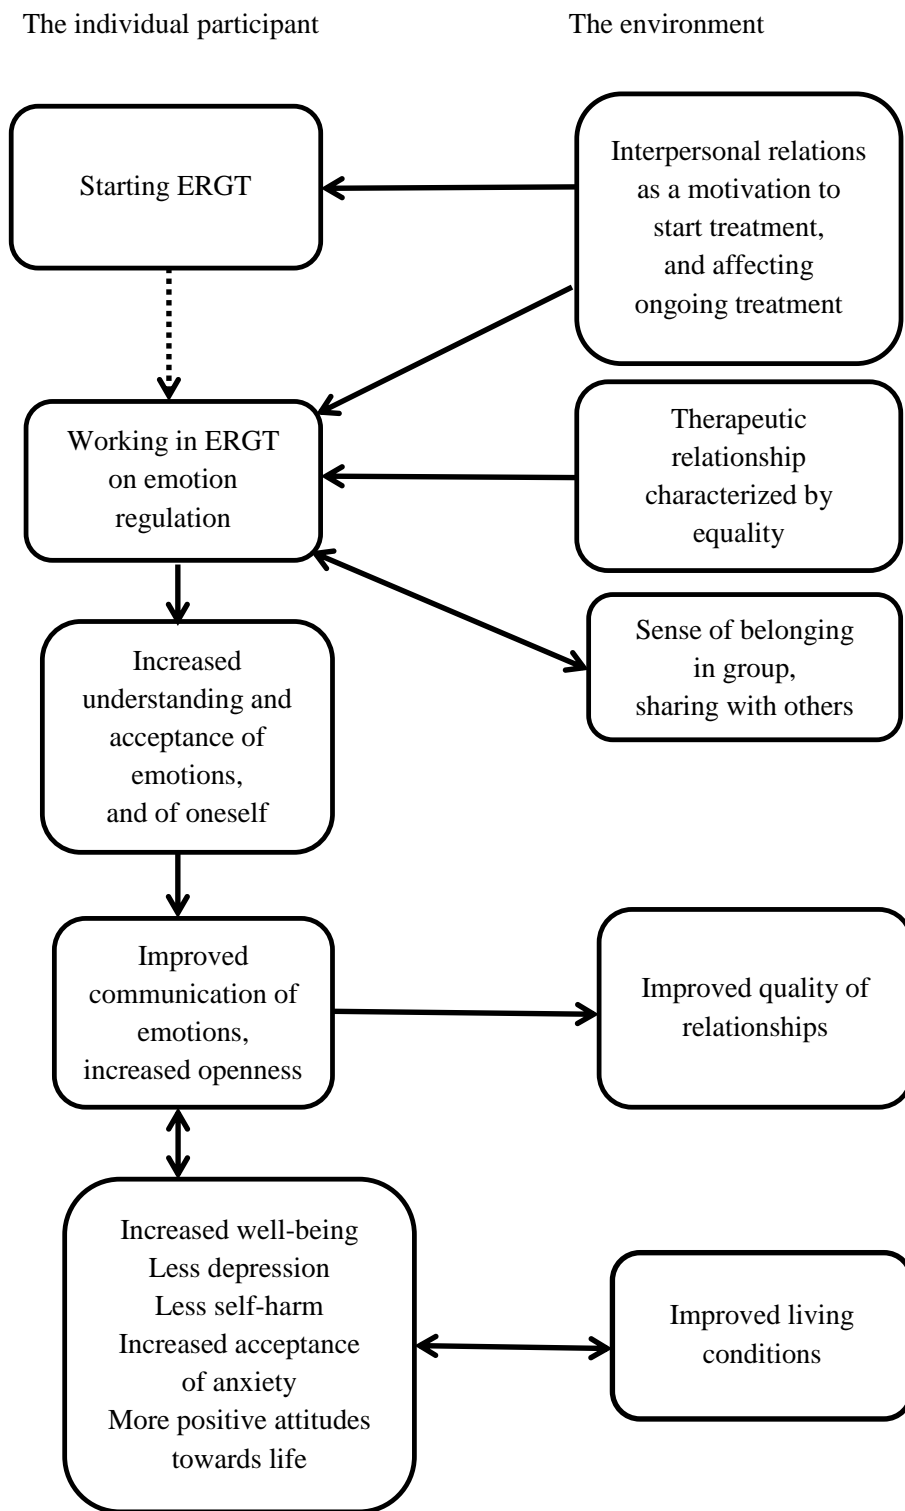 The individual participant
The environment
Starting ERGT
Interpersonal relations
as a motivation to
start treatment,
and affecting
ongoing treatment
Working in ERGT
on emotion
regulation
Therapeutic
relationship
characterized by
equality
Sense of belonging
in group,
sharing with others
Increased
understanding and
acceptance of
emotions,
and of oneself
Improved
communication of
emotions,
increased openness
Improved quality of
relationships
Increased well-being
Less depression
Less self-harm
Increased acceptance
of anxiety
More positive attitudes
towards life
Improved living
conditions